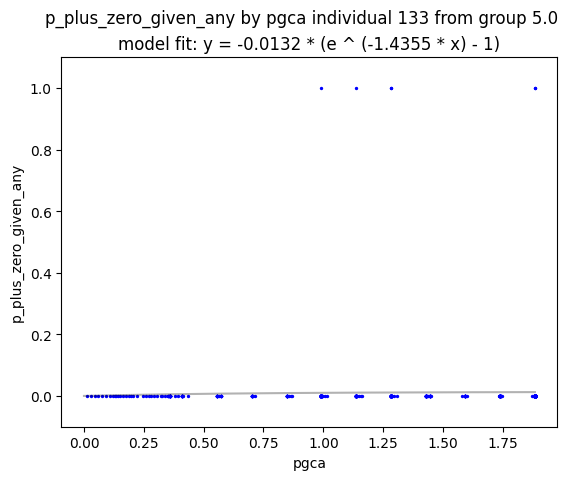 p_plus_zero_given_any by pgca individual 133 from group 5.0
model fit: y = -0.0132 * (e ^ (-1.4355 * x) - 1)
1.0
0.8
0.6
0.4
0.2
0.0
p_plus_zero_given_any
0.00 0.25 0.50 0.75 1.00 1.25 1.50 1.75
pgca